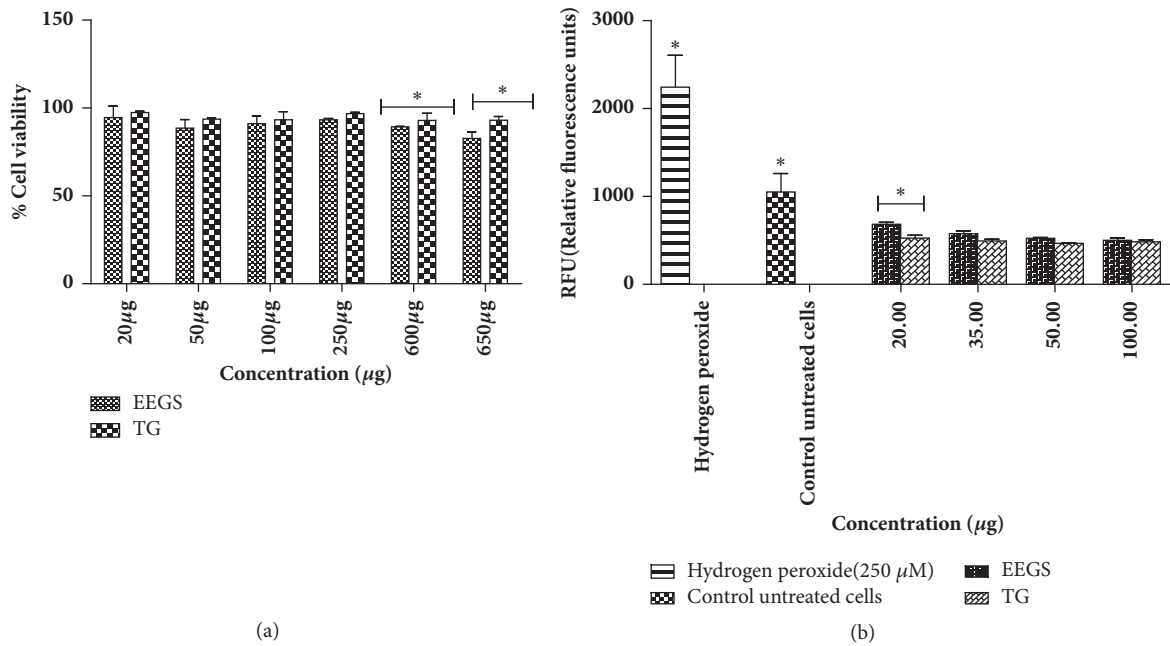 150
100
50
0
% Cell viability
*
*
20µg
50µg
100µg
250µg
600µg
650µg
Concentration (µg)
EEGS
TG
(a)
3000
2000
1000
0
RFU(Relative fluorescence units)
*
*
*
Hydrogen peroxide
Control untreated cells
20.00
35.00
50.00
100.00
Concentration (µg)
Hydrogen peroxide(250 µM)
Control untreated cells
EEGS
TG
(b)